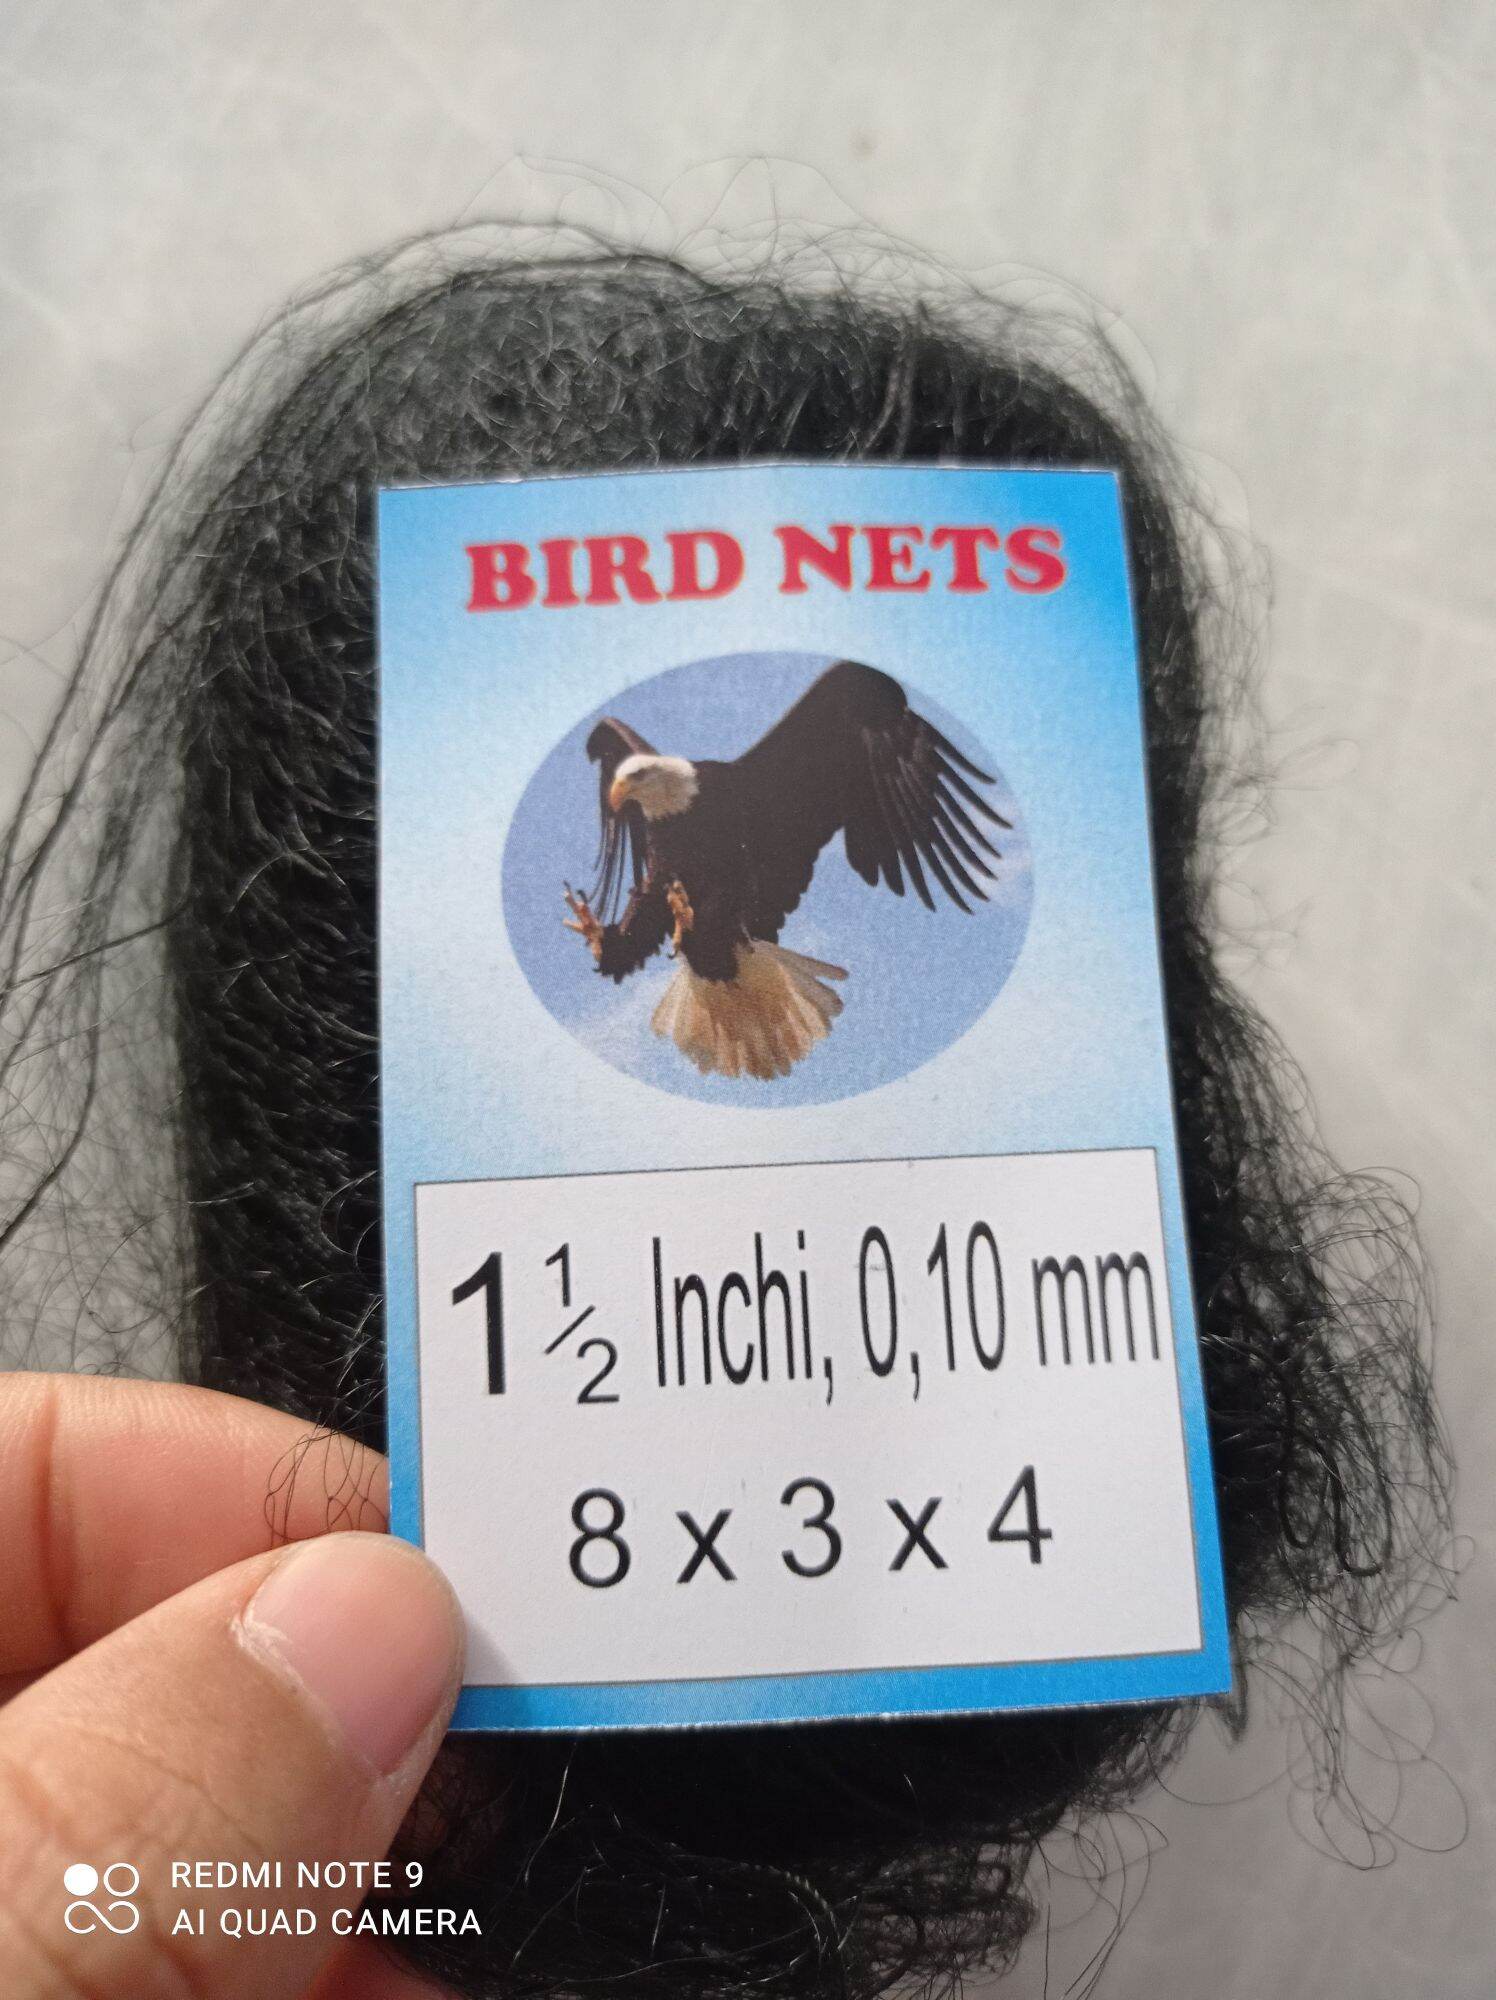 BIRD NETS
1 1/2 Inchi, 0,10 mm
8 x 3 x 4
REDMI NOTE 9
AI QUAD CAMERA